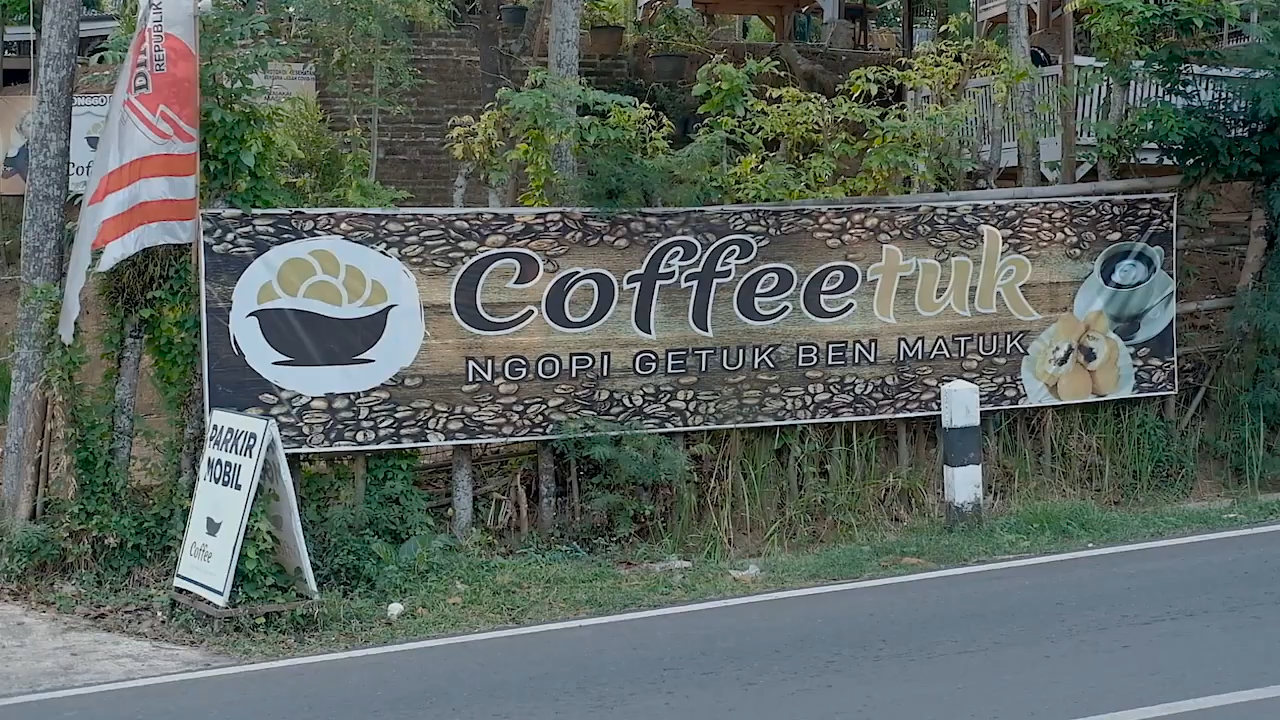 REPUBLIK
Coffeetuk
NGOPI GETUK BEN MATUK
PARKIR
MOBIL
Coffee